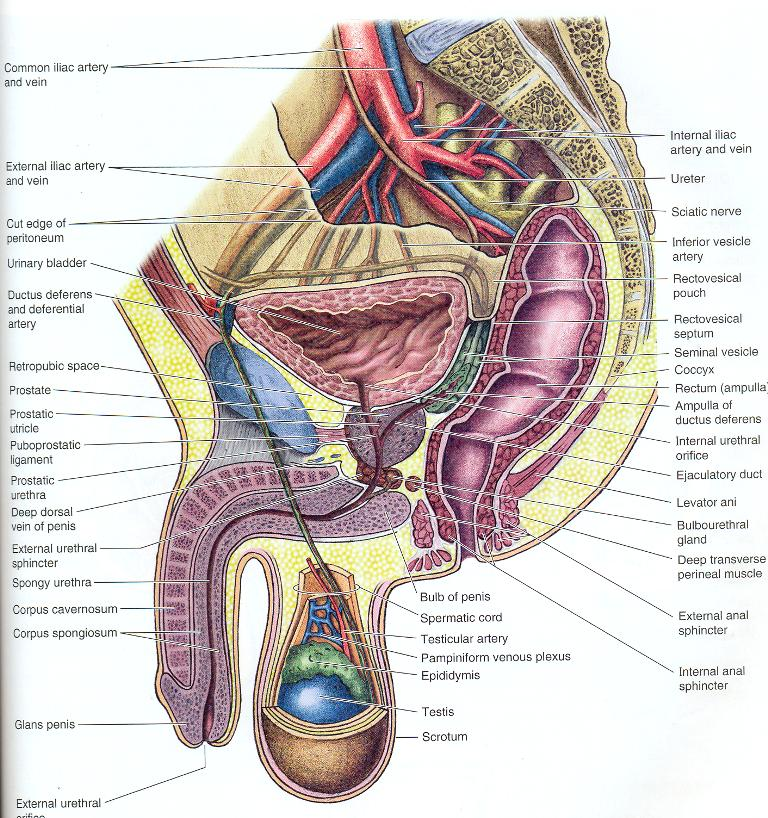 Common iliac artery
and vein
External iliac artery
and vein
Cut edge of
peritoneum
Urinary bladder
Ductus deferens
and deferential
artery
Retropubic space
Prostate
Prostatic
utricle
Puboprostatic
ligament
Prostatic
urethra
Deep dorsal
vein of penis
External urethral
sphincter
Spongy urethra
Corpus cavernosum
Corpus spongiosum
Glans penis
External urethral
orifice
Internal iliac
artery and vein
Ureter
Sciatic nerve
Inferior vesicle
artery
Rectovesical
pouch
Rectovesical
septum
Seminal vesicle
Coccyx
Rectum (ampulla)
Ampulla of
ductus deferens
Internal urethral
orifice
Ejaculatory duct
Levator ani
Bulbourethral
gland
Deep transverse
perineal muscle
External anal
sphincter
Internal anal
sphincter
Bulb of penis
Spermatic cord
Testicular artery
Pampiniform venous plexus
Epididymis
Testis
Scrotum